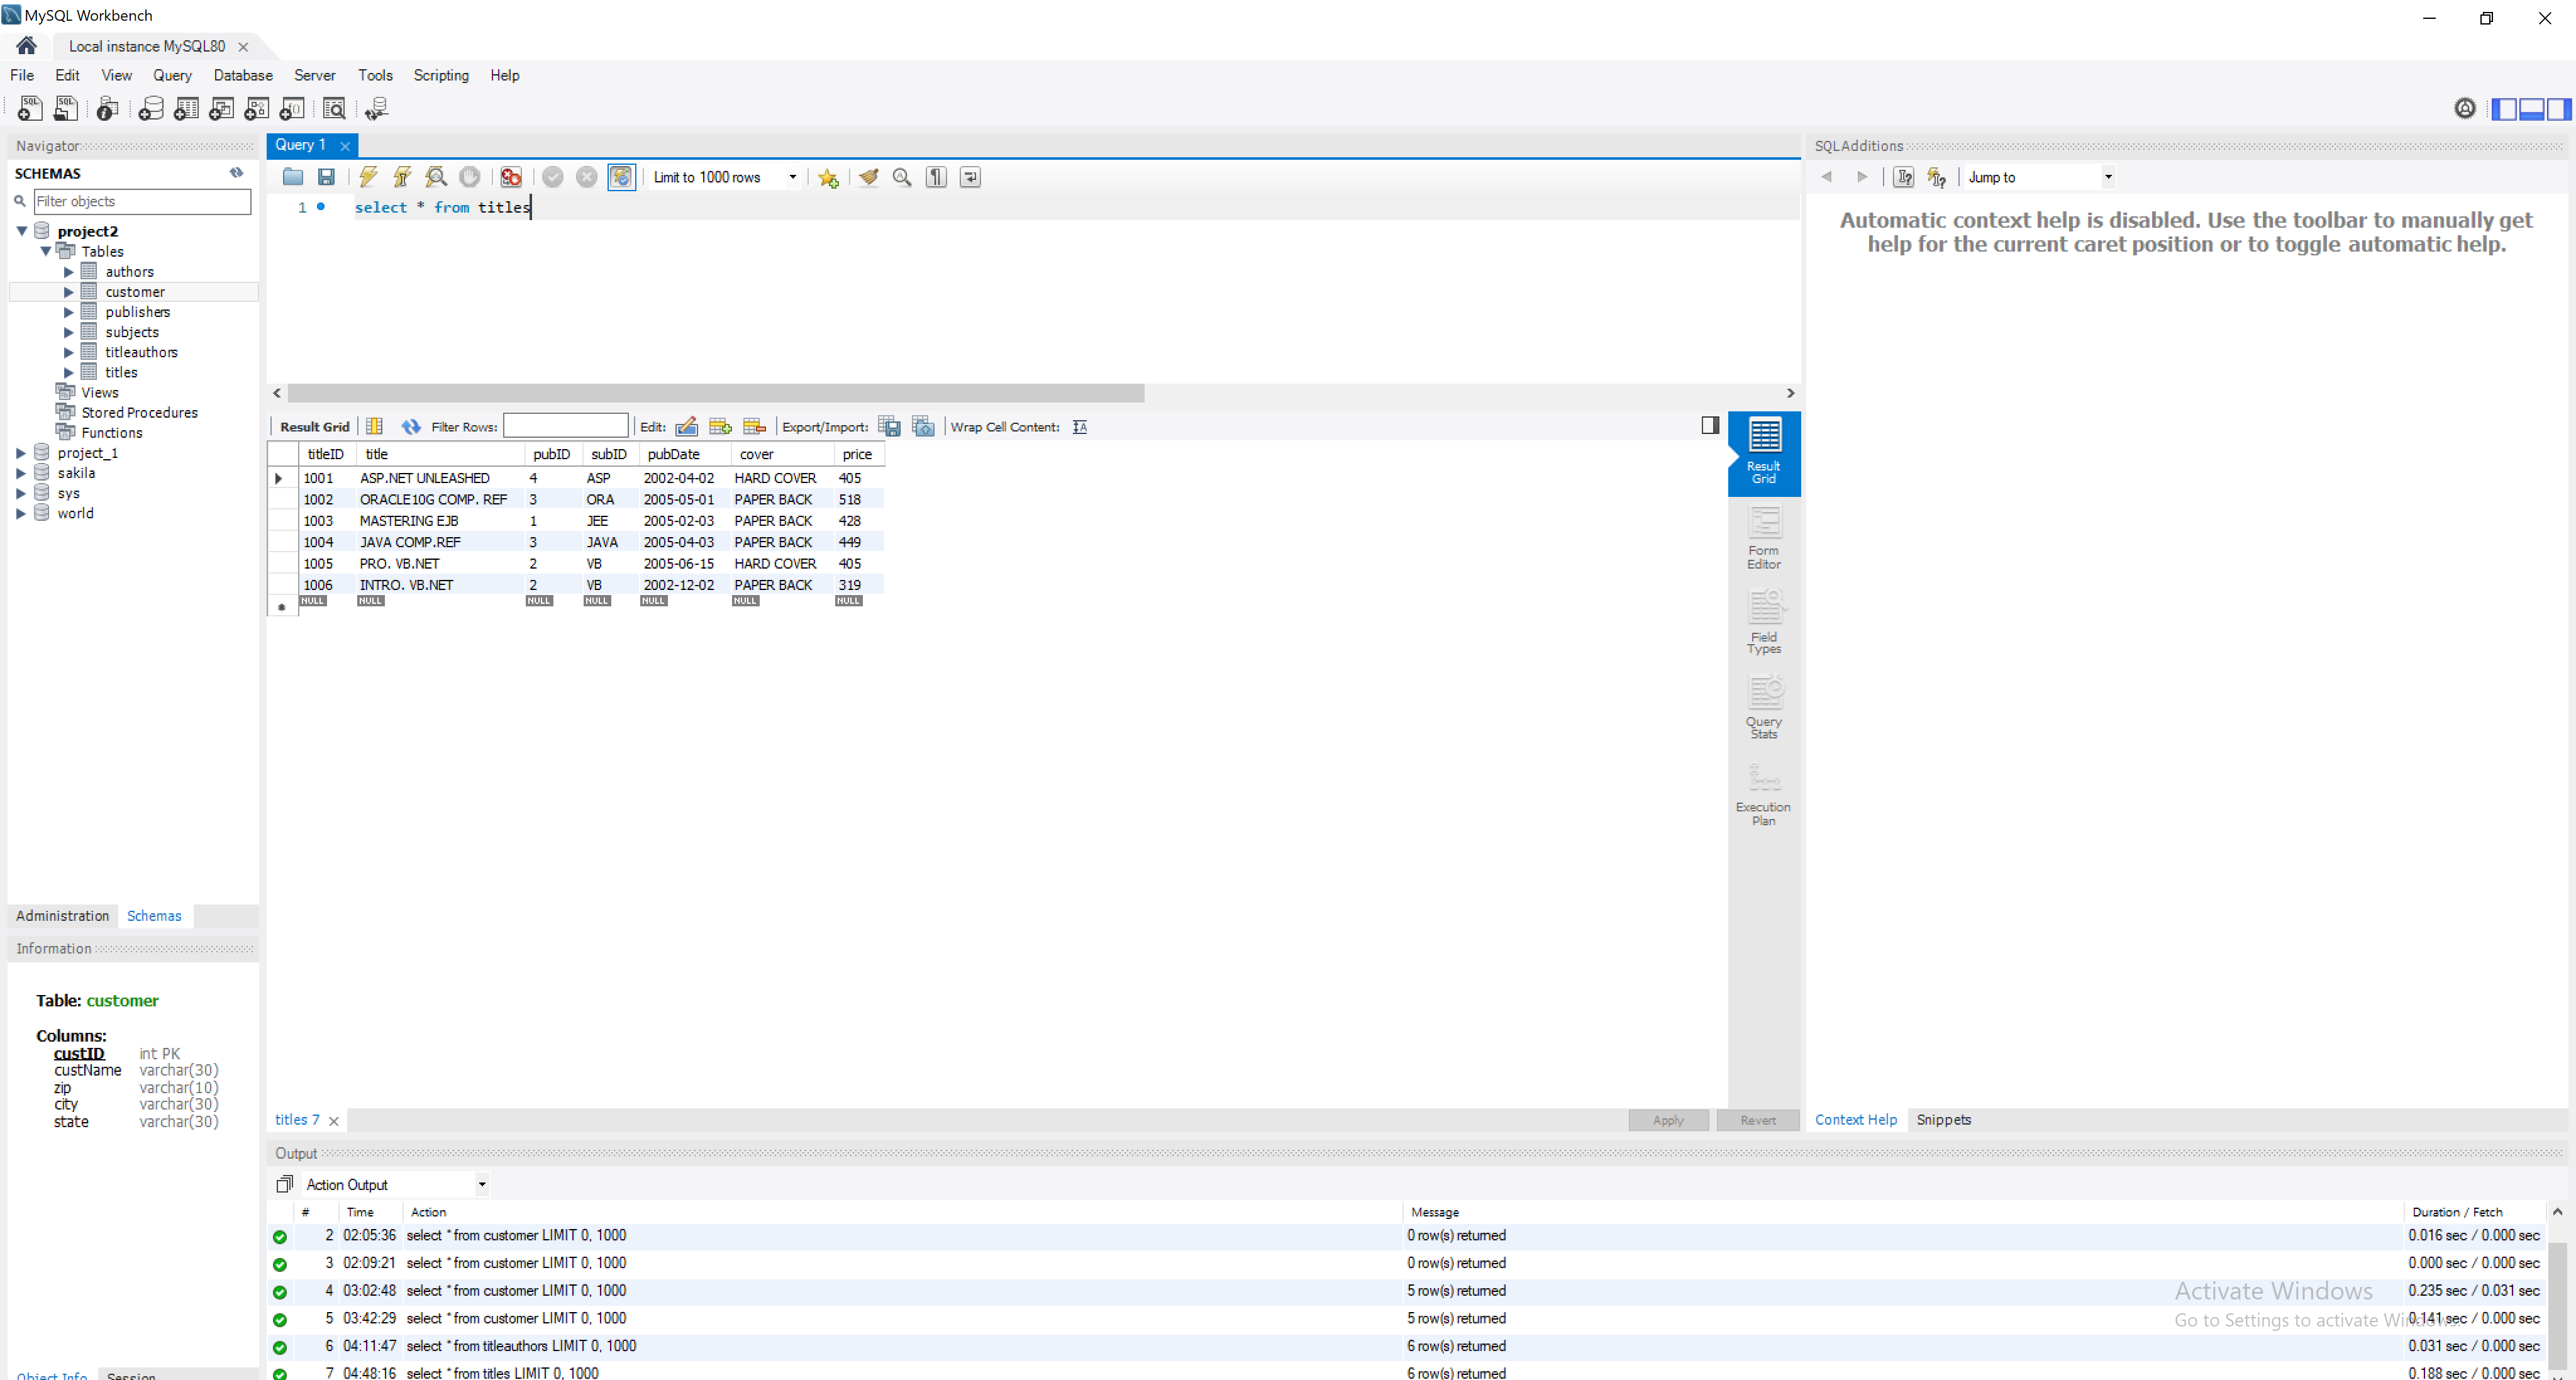 MySQL Workbench
Local instance MySQL80
File Edit View Query Database Server Tools Scripting Help
Navigator
SCHEMAS
Filter objects
project2
Tables
authors
customer
publishers
subjects
titleauthors
titles
Views
Stored Procedures
Functions
project_1
sakila
sys
world
Administration Schemas
Information
Table: customer
Columns:
custID int PK
custName varchar(30)
zip varchar(10)
city varchar(30)
state varchar(30)
Object Info Session
Query 1
Limit to 1000 rows
1 select * from titles
Result Grid Filter Rows: Edit: Export/Import: Wrap Cell Content:
titleID title pubID subID pubDate cover price
1001 ASP.NET UNLEASHED 4 ASP 2002-04-02 HARD COVER 405
1002 ORACLE10G COMP. REF 3 ORA 2005-05-01 PAPER BACK 518
1003 MASTERING EJB 1 JEE 2005-02-03 PAPER BACK 428
1004 JAVA COMP.REF 3 JAVA 2005-04-03 PAPER BACK 449
1005 PRO. VB.NET 2 VB 2005-06-15 HARD COVER 405
1006 INTRO. VB.NET 2 VB 2002-12-02 PAPER BACK 319
NULL NULL NULL NULL NULL NULL NULL
Result
Grid
Form
Editor
Field
Types
Query
Stats
Execution
Plan
titles 7
Apply Revert
SQLAdditions
Jump to
Automatic context help is disabled. Use the toolbar to manually get
help for the current caret position or to toggle automatic help.
Context Help Snippets
Output
Action Output
# Time Action Message Duration / Fetch
2 02:05:36 select * from customer LIMIT 0, 1000 0 row(s) returned 0.016 sec / 0.000 sec
3 02:09:21 select * from customer LIMIT 0, 1000 0 row(s) returned 0.000 sec / 0.000 sec
4 03:02:48 select * from customer LIMIT 0, 1000 5 row(s) returned 0.235 sec / 0.031 sec
5 03:42:29 select * from customer LIMIT 0, 1000 5 row(s) returned 0.141 sec / 0.000 sec
6 04:11:47 select * from titleauthors LIMIT 0, 1000 6 row(s) returned 0.031 sec / 0.000 sec
7 04:48:16 select * from titles LIMIT 0, 1000 6 row(s) returned 0.188 sec / 0.000 sec
Activate Windows
Go to Settings to activate Windows.